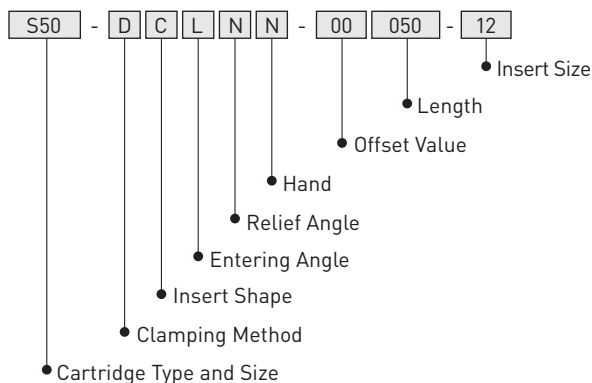 S50 - D C L N N - 00 050 - 12
Insert Size
Length
Offset Value
Hand
Relief Angle
Entering Angle
Insert Shape
Clamping Method
Cartridge Type and Size